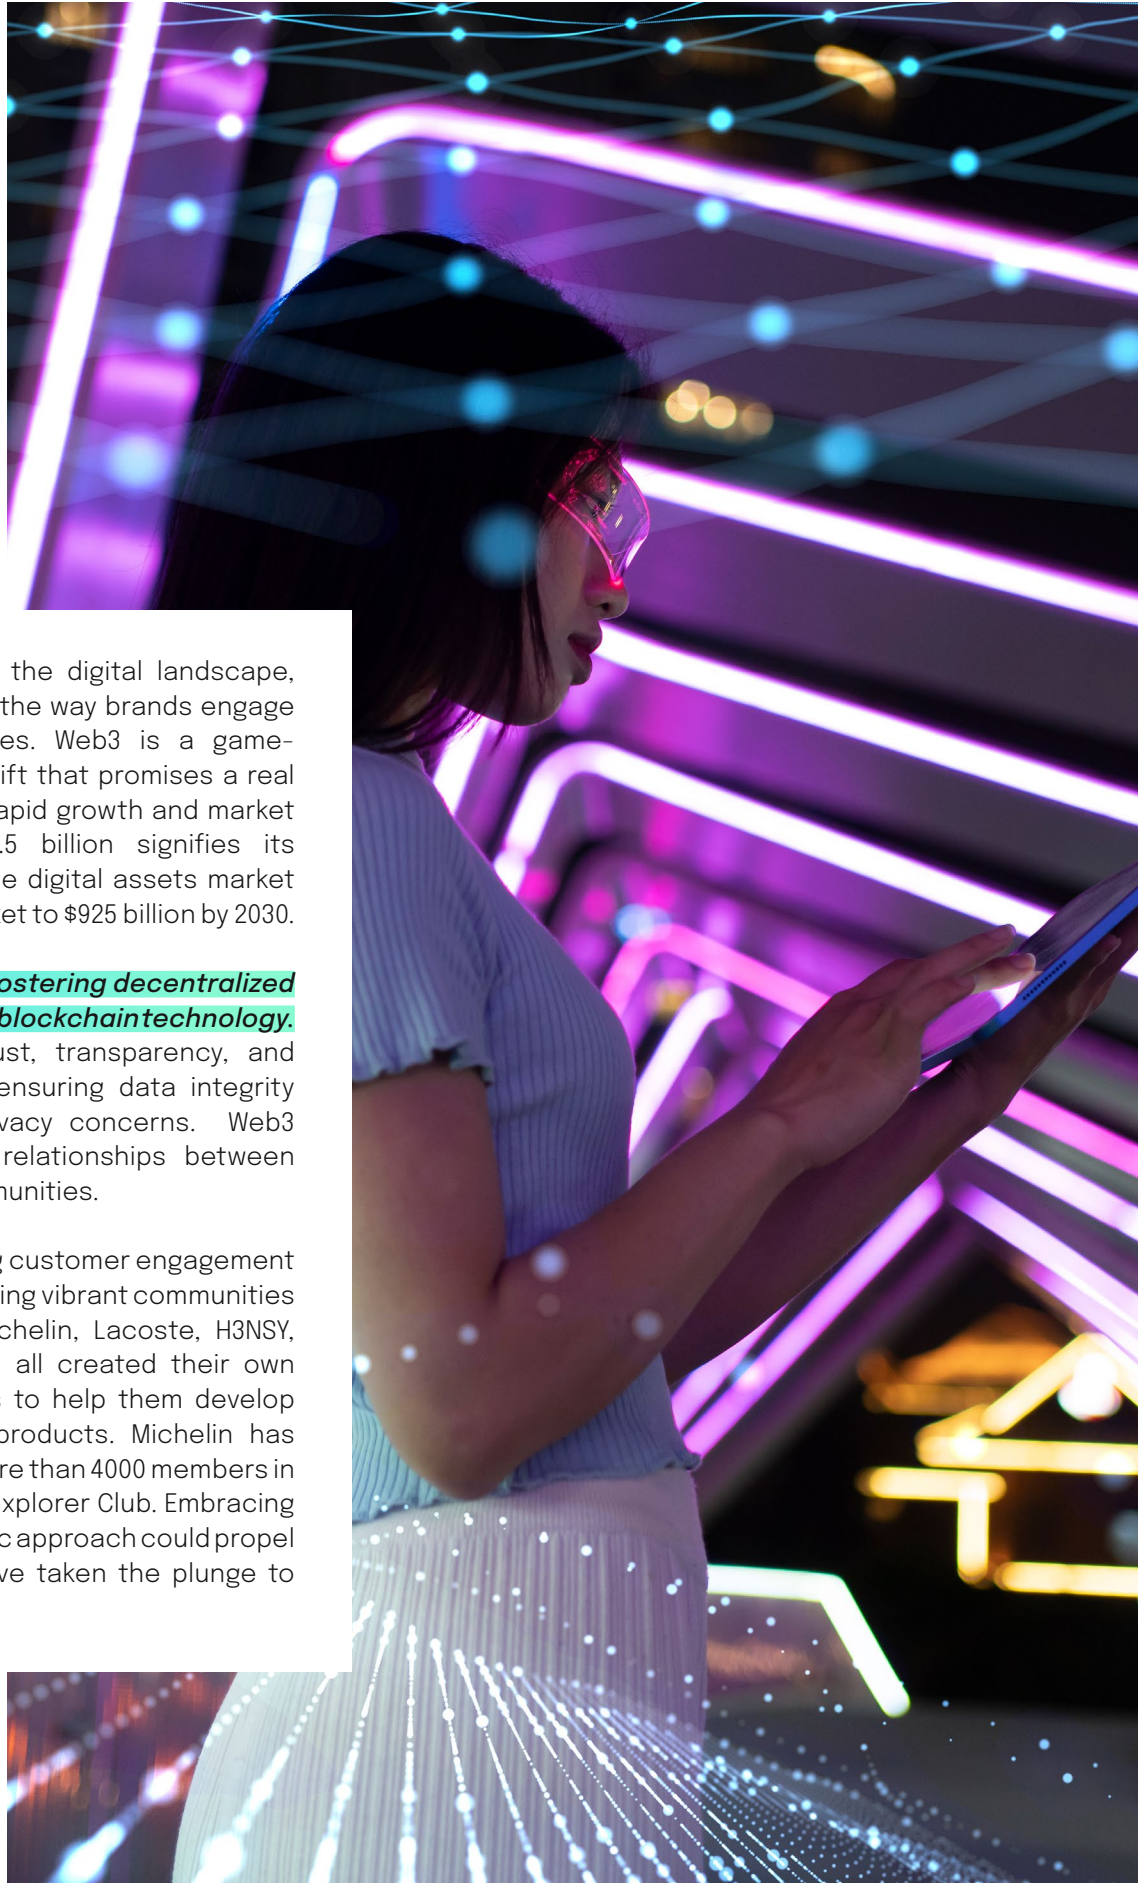 the digital landscape,
the way brands engage
es. Web3 is a game-
ift that promises a real
apid growth and market
.5 billion signifies its
e digital assets market
et to $925 billion by 2030.
ostering decentralized
blockchain technology.
ust, transparency, and
ensuring data integrity
vacy concerns. Web3
relationships between
munities.
g customer engagement
ing vibrant communities
chelin, Lacoste, H3NSY,
all created their own
s to help them develop
products. Michelin has
re than 4000 members in
xplorer Club. Embracing
c approach could propel
ve taken the plunge to